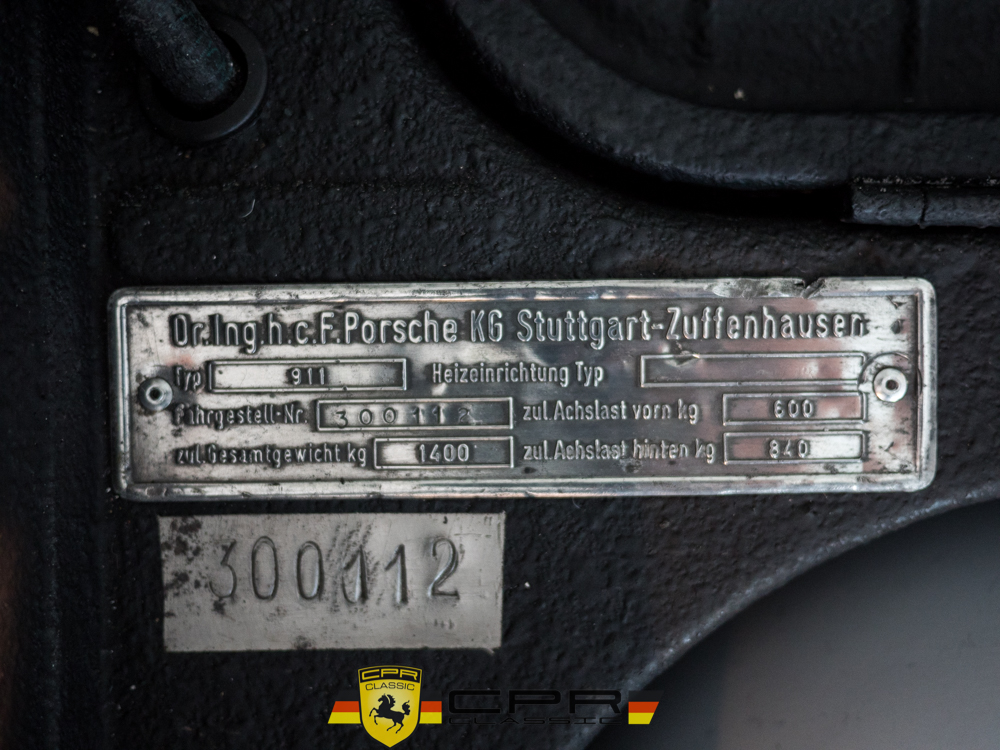 Dr.Ing.h.c.F.Porsche KG Stuttgart-Zuffenhausen
Typ 911 Heizeinrichtung Typ
Fahrgestell-Nr. 300112 zul.Achslast vorn kg 600
zul.Gesamtgewicht kg 1400 zul.Achslast hinten kg 840
300112
CPR
CLASSIC
CPR
CLASSIC